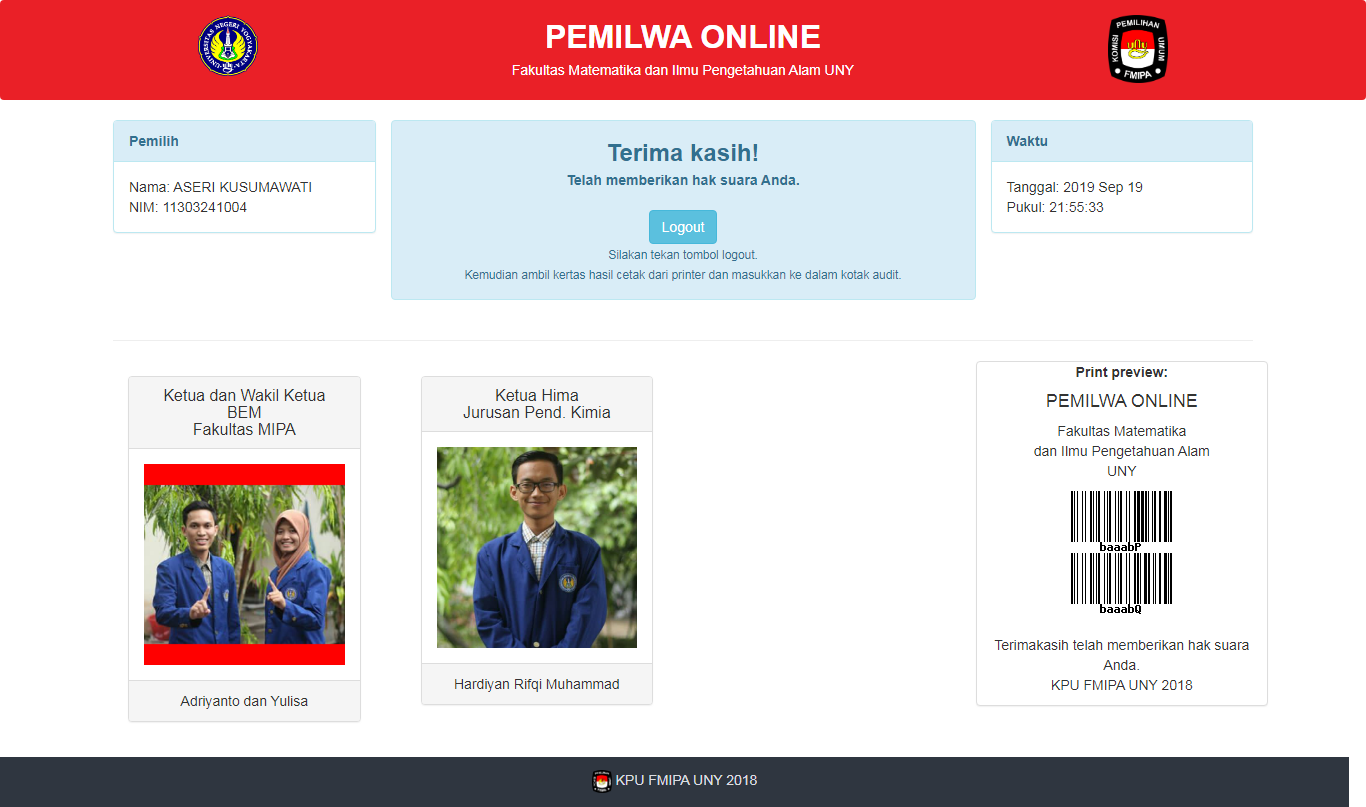 UNIVERSITAS NEGERI YOGYAKARTA
PEMILWA ONLINE
Fakultas Matematika dan Ilmu Pengetahuan Alam UNY
KOMISI PEMILIHAN UMUM
FMIPA
Pemilih
Nama: ASERI KUSUMAWATI
NIM: 11303241004
Terima kasih!
Telah memberikan hak suara Anda.
Logout
Silakan tekan tombol logout.
Kemudian ambil kertas hasil cetak dari printer dan masukkan ke dalam kotak audit.
Waktu
Tanggal: 2019 Sep 19
Pukul: 21:55:33
Ketua dan Wakil Ketua
BEM
Fakultas MIPA
Adriyanto dan Yulisa
Ketua Hima
Jurusan Pend. Kimia
Hardiyan Rifqi Muhammad
Print preview:
PEMILWA ONLINE
Fakultas Matematika
dan Ilmu Pengetahuan Alam
UNY
baaabP
baaabQ
Terimakasih telah memberikan hak suara
Anda.
KPU FMIPA UNY 2018
KPU FMIPA UNY 2018